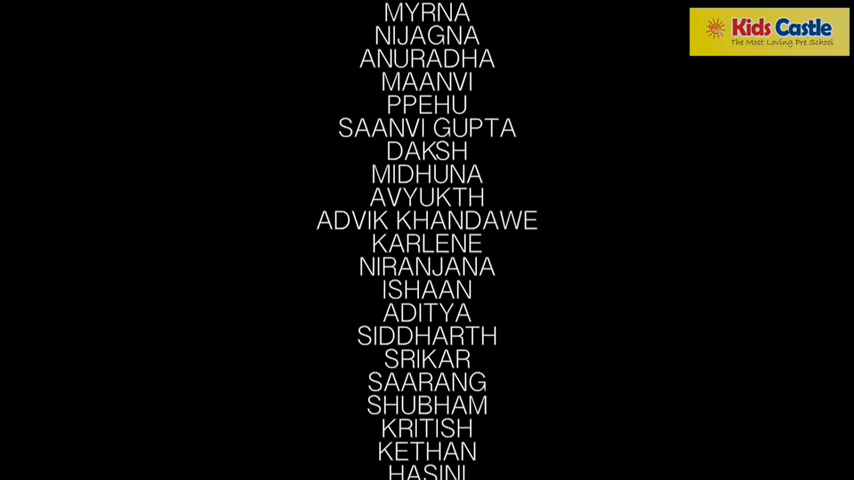 MYRNA
NIJAGNA
ANURADHA
MAANVI
PPEHU
SAANVI GUPTA
DAKSH
MIDHUNA
AVYUKTH
ADVIK KHANDAWE
KARLENE
NIRANJANA
ISHAAN
ADITYA
SIDDHARTH
SRIKAR
SAARANG
SHUBHAM
KRITISH
KETHAN
HASINI
Kids Castle
The Most Loving Pre School